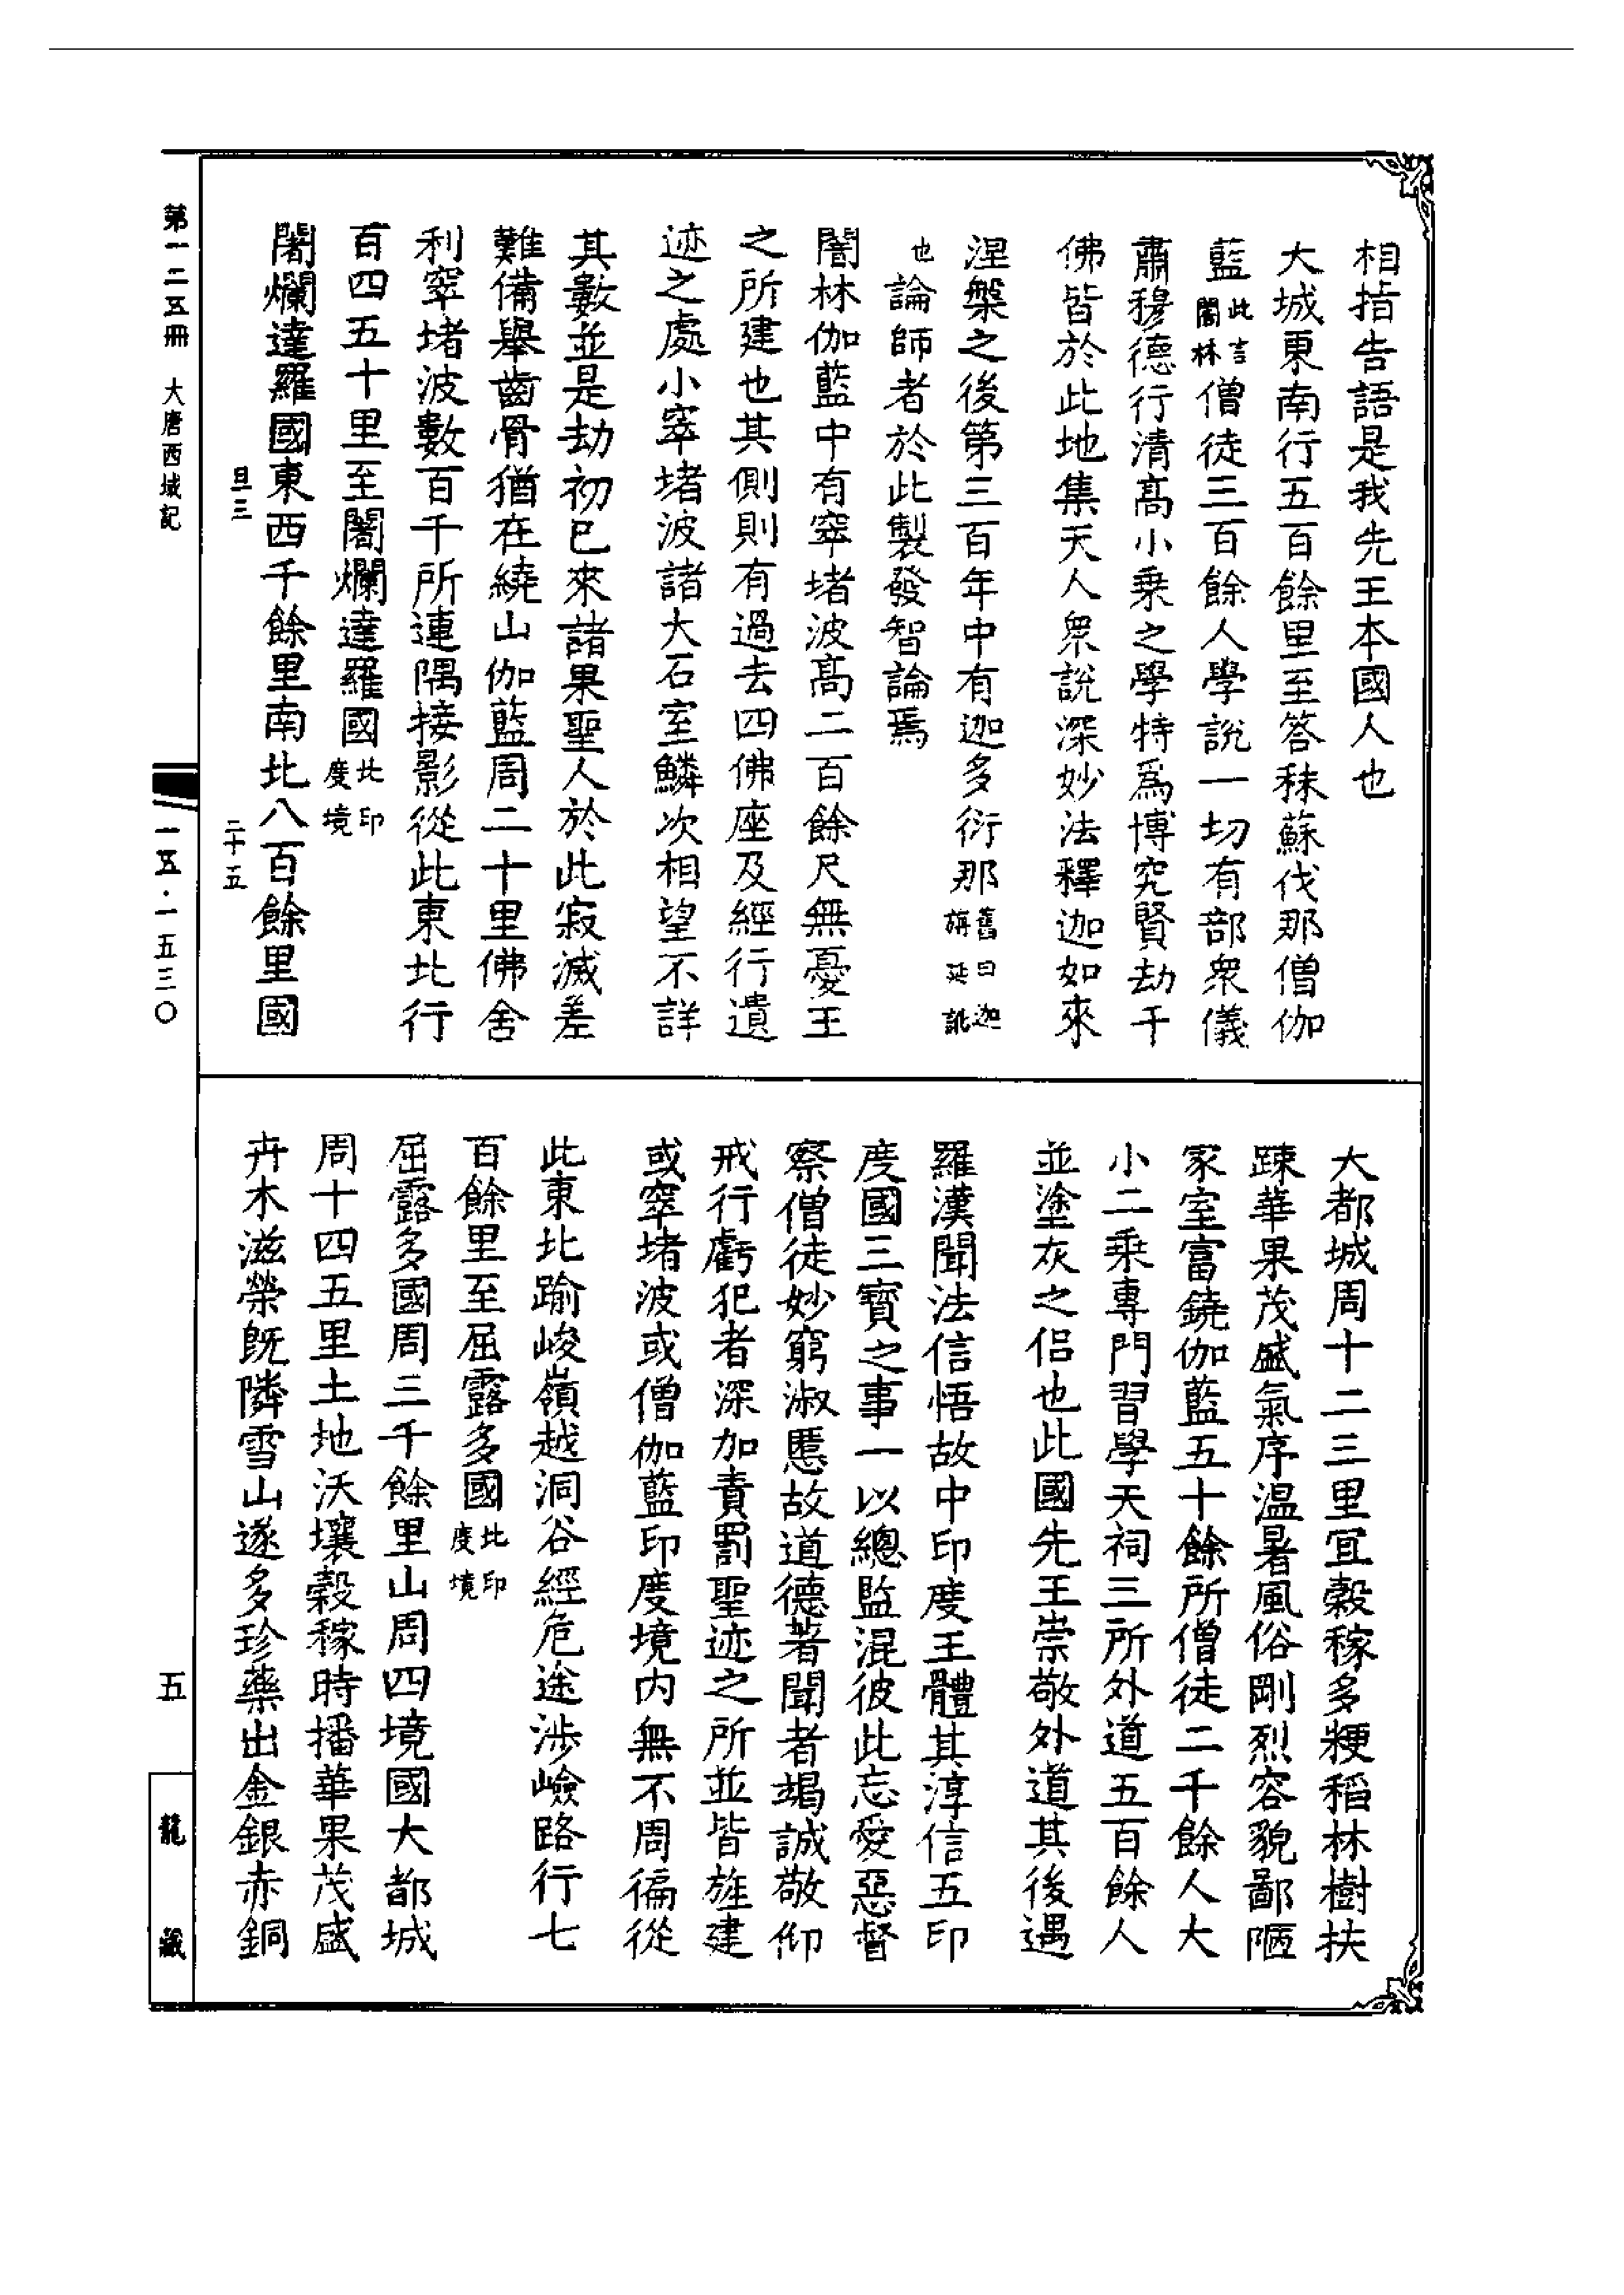 相指告語是我先王本國人也
大城東南行五百餘里至答秣蘇伐那僧伽
藍此言闇林僧徒三百餘人學說一切有部衆儀
肅穆德行清高小乘之學特爲博究賢劫千
佛皆於此地集天人衆說深妙法釋迦如來
涅槃之後第三百年中有迦多衍那舊曰迦旃延訛
也論師者於此製發智論焉
闇林伽藍中有窣堵波高二百餘尺無憂王
之所建也其側則有過去四佛座及經行遺
迹之處小窣堵波諸大石室鱗次相望不詳
其數並是劫初已來諸果聖人於此寂滅差
難備舉齒骨猶在繞山伽藍周二十里佛舍
利窣堵波數百千所連隅接影從此東北行
百四五十里至闍爛達羅國北印度境
闍爛達羅國東西千餘里南北八百餘里國
旦三
二十五
大都城周十二三里宜穀稼多粳稻林樹扶
踈華果茂盛氣序溫暑風俗剛烈容貌鄙陋
家室富饒伽藍五十餘所僧徒二千餘人大
小二乘專門習學天祠三所外道五百餘人
並塗灰之侶也此國先王崇敬外道其後遇
羅漢聞法信悟故中印度王體其淳信五印
度國三寶之事一以總監混彼此忘愛惡督
察僧徒妙窮淑慝故道德著聞者竭誠敬仰
戒行虧犯者深加責罰聖迹之所並皆旌建
或窣堵波或僧伽藍印度境內無不周徧從
此東北踰峻嶺越洞谷經危途涉嶮路行七
百餘里至屈露多國北印度境
屈露多國周三千餘里山周四境國大都城
周十四五里土地沃壤穀稼時播華果茂盛
卉木滋榮既隣雪山遂多珍藥出金銀赤銅
第一二五冊　大唐西域記
一二五·一五三〇
五
龍藏